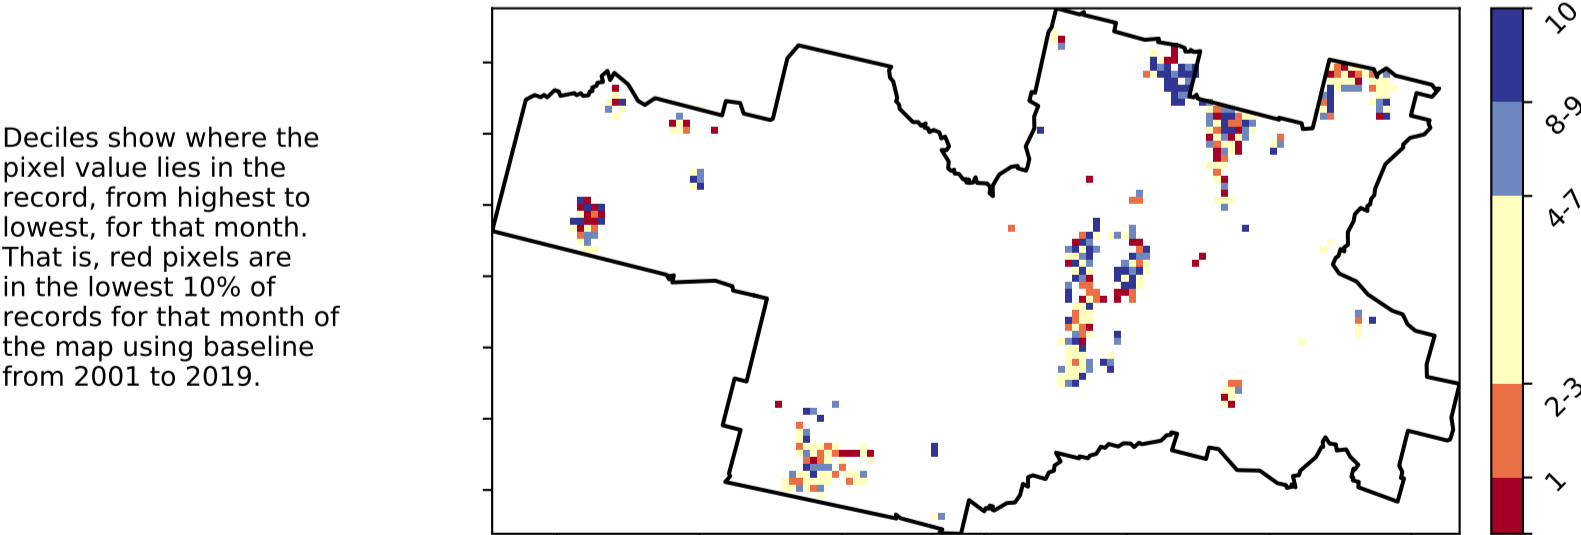 Deciles show where the
pixel value lies in the
record, from highest to
lowest, for that month.
That is, red pixels are
in the lowest 10% of
records for that month of
the map using baseline
from 2001 to 2019.
10
8-9
4-7
2-3
1